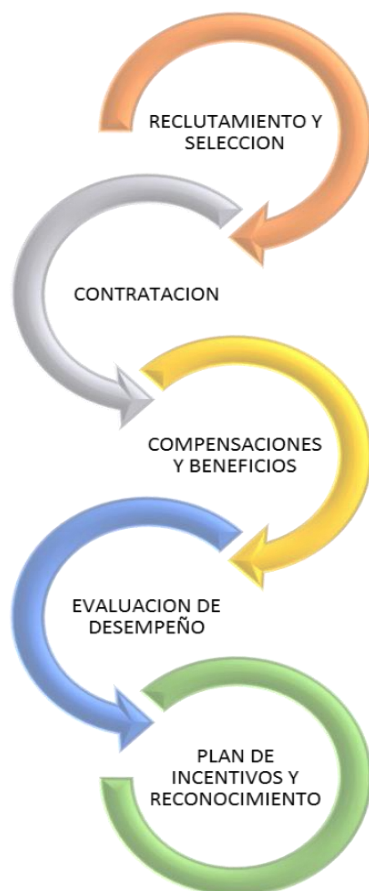 RECLUTAMIENTO Y
SELECCION
CONTRATACION
COMPENSACIONES
Y BENEFICIOS
EVALUACION DE
DESEMPEÑO
PLAN DE
INCENTIVOS Y
RECONOCIMIENTO